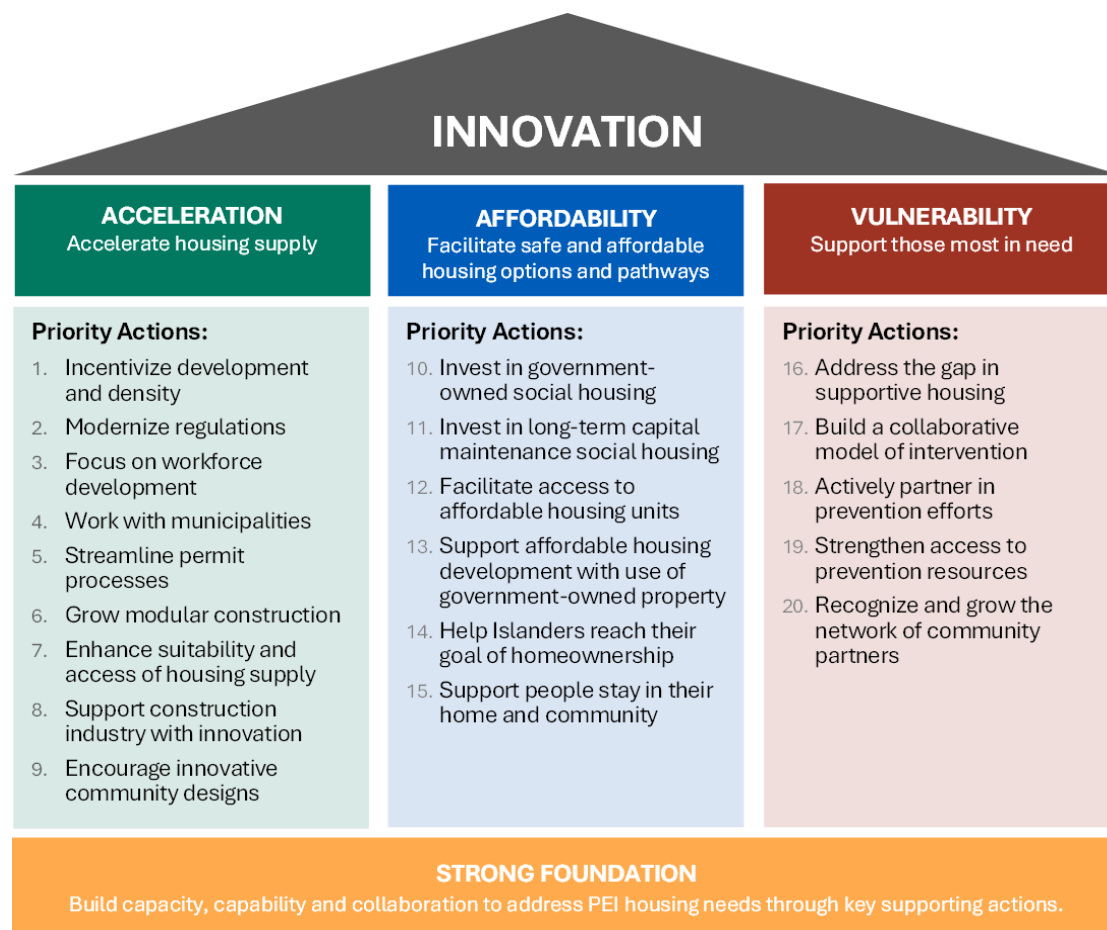 INNOVATION
ACCELERATION
Accelerate housing supply
Priority Actions:
1. Incentivize development
and density
2. Modernize regulations
3. Focus on workforce
development
4. Work with municipalities
5. Streamline permit
processes
6. Grow modular construction
7. Enhance suitability and
access of housing supply
8. Support construction
industry with innovation
9. Encourage innovative
community designs
AFFORDABILITY
Facilitate safe and affordable
housing options and pathways
Priority Actions:
10. Invest in government-
owned social housing
11. Invest in long-term capital
maintenance social housing
12. Facilitate access to
affordable housing units
13. Support affordable housing
development with use of
government-owned property
14. Help Islanders reach their
goal of homeownership
15. Support people stay in their
home and community
VULNERABILITY
Support those most in need
Priority Actions:
16. Address the gap in
supportive housing
17. Build a collaborative
model of intervention
18. Actively partner in
prevention efforts
19. Strengthen access to
prevention resources
20. Recognize and grow the
network of community
partners
STRONG FOUNDATION
Build capacity, capability and collaboration to address PEI housing needs through key supporting actions.